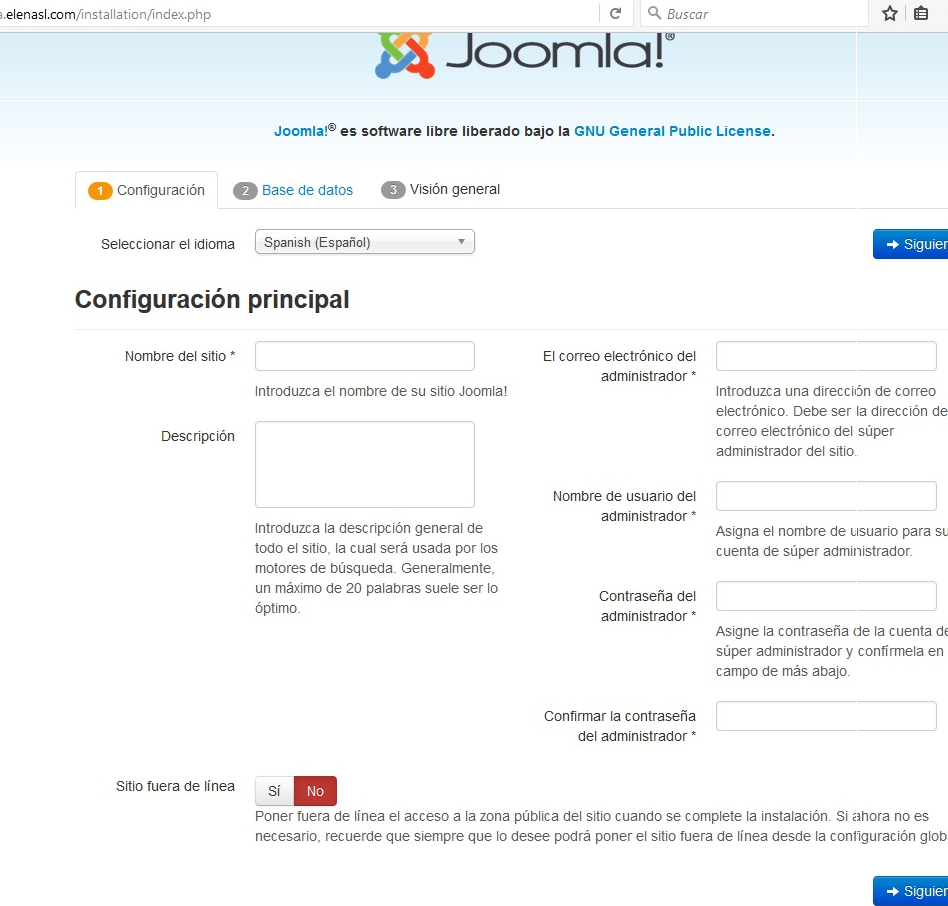 a.elenasl.com/installation/index.php
Buscar
Joomla!®
Joomla!® es software libre liberado bajo la GNU General Public License.
1 Configuración
2 Base de datos
3 Visión general
Seleccionar el idioma
Spanish (Español)
Configuración principal
Nombre del sitio *
Introduzca el nombre de su sitio Joomla!
Descripción
Introduzca la descripción general de
todo el sitio, la cual será usada por los
motores de búsqueda. Generalmente,
un máximo de 20 palabras suele ser lo
óptimo.
El correo electrónico del
administrador *
Introduzca una dirección de correo
electrónico. Debe ser la dirección de
correo electrónico del súper
administrador del sitio.
Nombre de usuario del
administrador *
Asigna el nombre de usuario para su
cuenta de súper administrador.
Contraseña del
administrador *
Asigne la contraseña de la cuenta de
súper administrador y confírmela en
campo de más abajo.
Confirmar la contraseña
del administrador *
Sitio fuera de línea
Sí No
Poner fuera de línea el acceso a la zona pública del sitio cuando se complete la instalación. Si ahora no es
necesario, recuerde que siempre que lo desee podrá poner el sitio fuera de línea desde la configuración